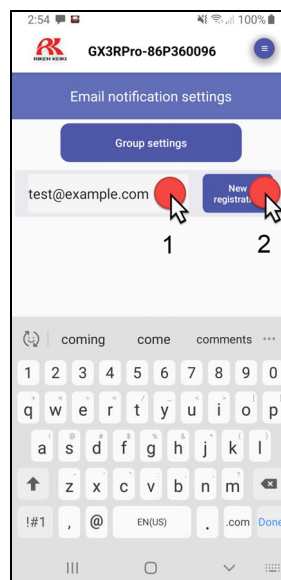 2:54 100%
RIKEN KEIKI
GX3RPro-86P360096
Email notification settings
Group settings
test@example.com
New
1 2
coming come comments
1 2 3 4 5 6 7 8 9 0
q w e r t y u i o p
a s d f g h j k l
z x c v b n m
!#1 , @ EN(US) . .com Done